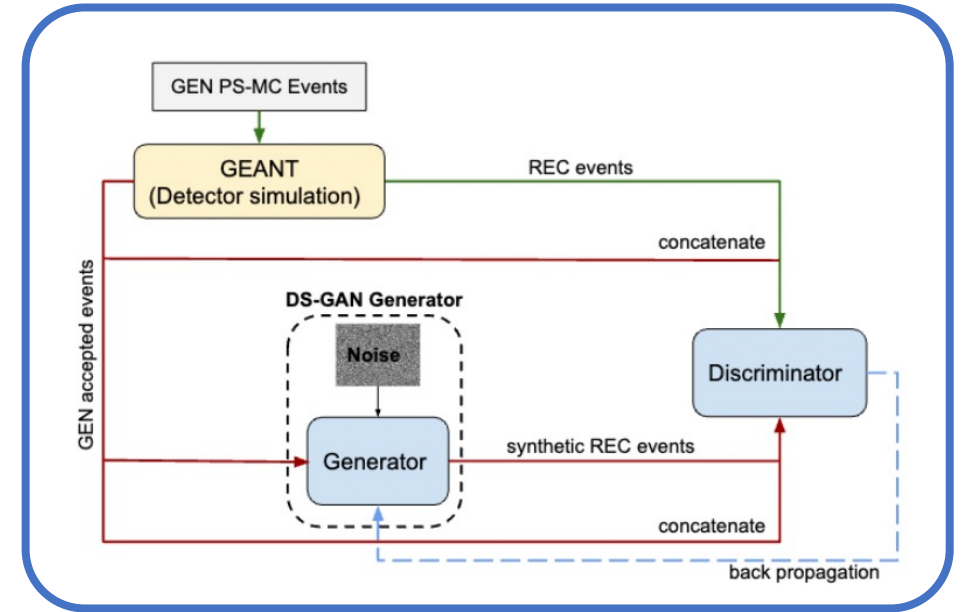 GEN PS-MC Events
GEANT
(Detector simulation)
REC events
concatenate
GEN accepted events
DS-GAN Generator
Noise
Discriminator
Generator
synthetic REC events
concatenate
back propagation